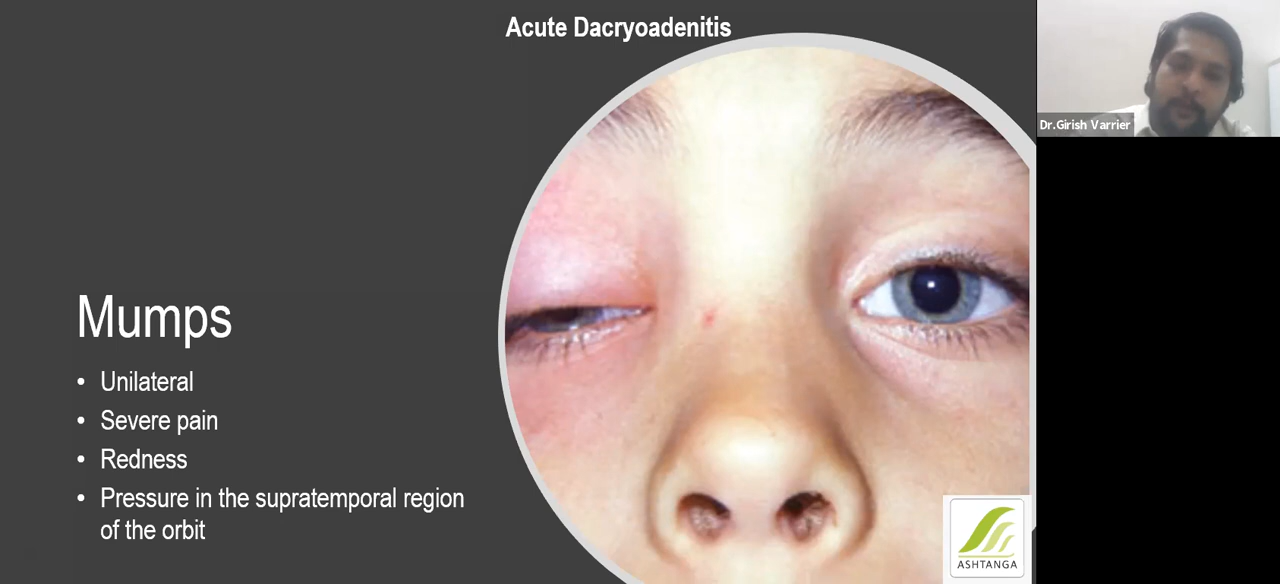 Acute Dacryoadenitis
Dr.Girish Varrier
Mumps
• Unilateral
• Severe pain
• Redness
• Pressure in the supratemporal region
of the orbit
ASHTANGA